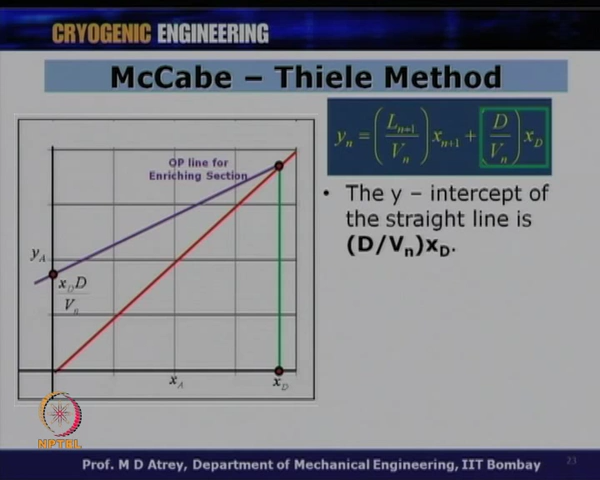 CRYOGENIC ENGINEERING
McCabe – Thiele Method
OP line for
Enriching Section
y_A
x_D D
V_n
x_A
x_D
y_n = (L_{n+1} / V_n) x_{n+1} + (D / V_n) x_D
• The y – intercept of
the straight line is
(D/V_n)x_D.
NPTEL
Prof. M D Atrey, Department of Mechanical Engineering, IIT Bombay
23